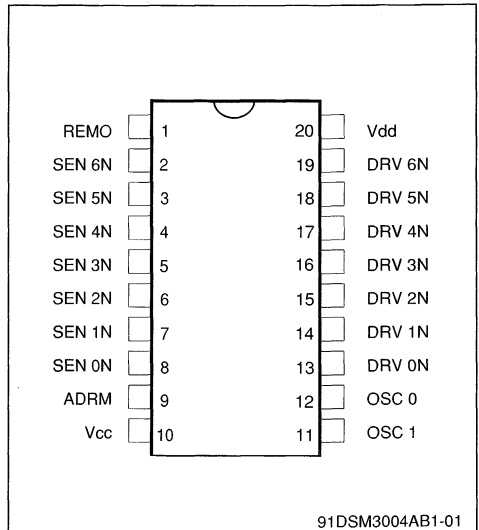 REMO 1 20 Vdd
SEN 6N 2 19 DRV 6N
SEN 5N 3 18 DRV 5N
SEN 4N 4 17 DRV 4N
SEN 3N 5 16 DRV 3N
SEN 2N 6 15 DRV 2N
SEN 1N 7 14 DRV 1N
SEN 0N 8 13 DRV 0N
ADRM 9 12 OSC 0
Vcc 10 11 OSC 1
91DSM3004AB1-01